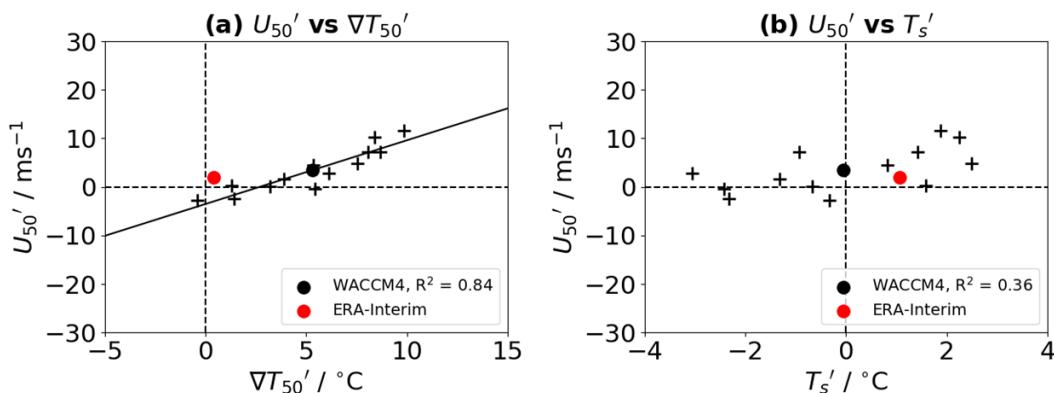 (a) U₅₀′ vs ∇T₅₀′
30
20
10
0
−10
−20
−30
U₅₀′ / ms⁻¹
WACCM4, R² = 0.84
ERA-Interim
−5 0 5 10 15
∇T₅₀′ / °C
(b) U₅₀′ vs Tₛ′
30
20
10
0
−10
−20
−30
U₅₀′ / ms⁻¹
WACCM4, R² = 0.36
ERA-Interim
−4 −2 0 2 4
Tₛ′ / °C